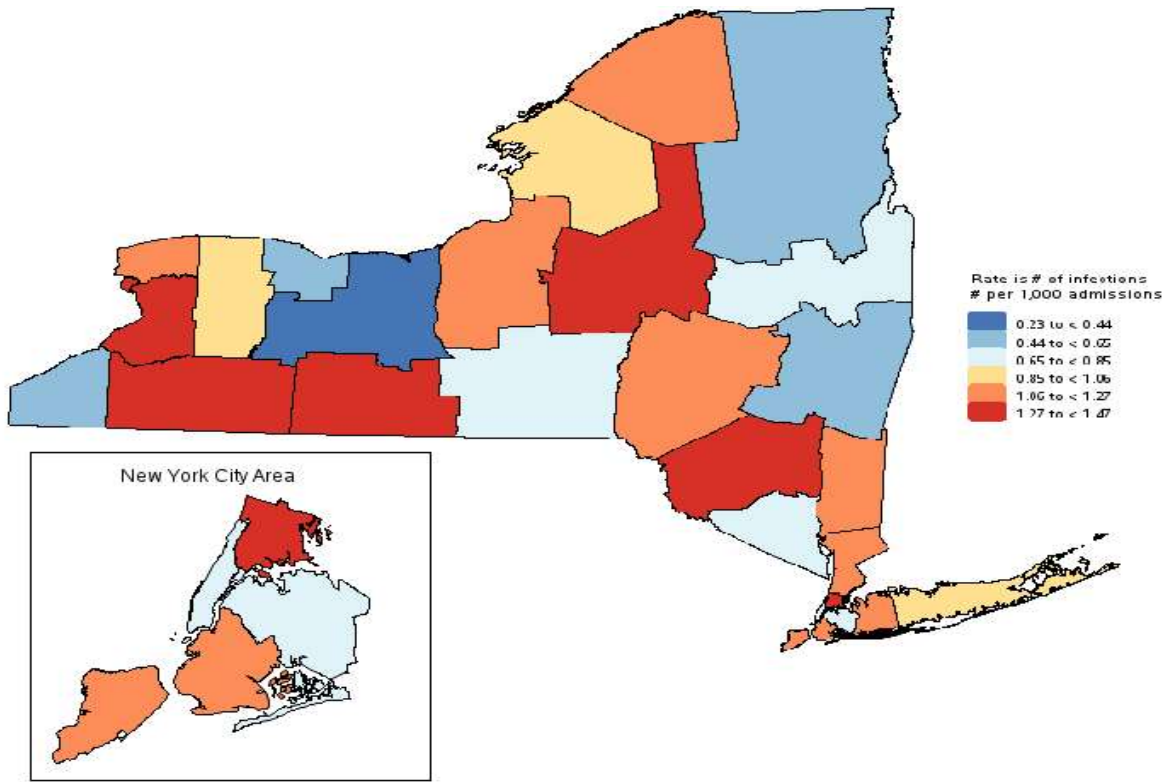 Rate is # of infections
# per 1,000 admissions
0.23 to < 0.44
0.44 to < 0.65
0.65 to < 0.85
0.85 to < 1.06
1.06 to < 1.27
1.27 to < 1.47
New York City Area